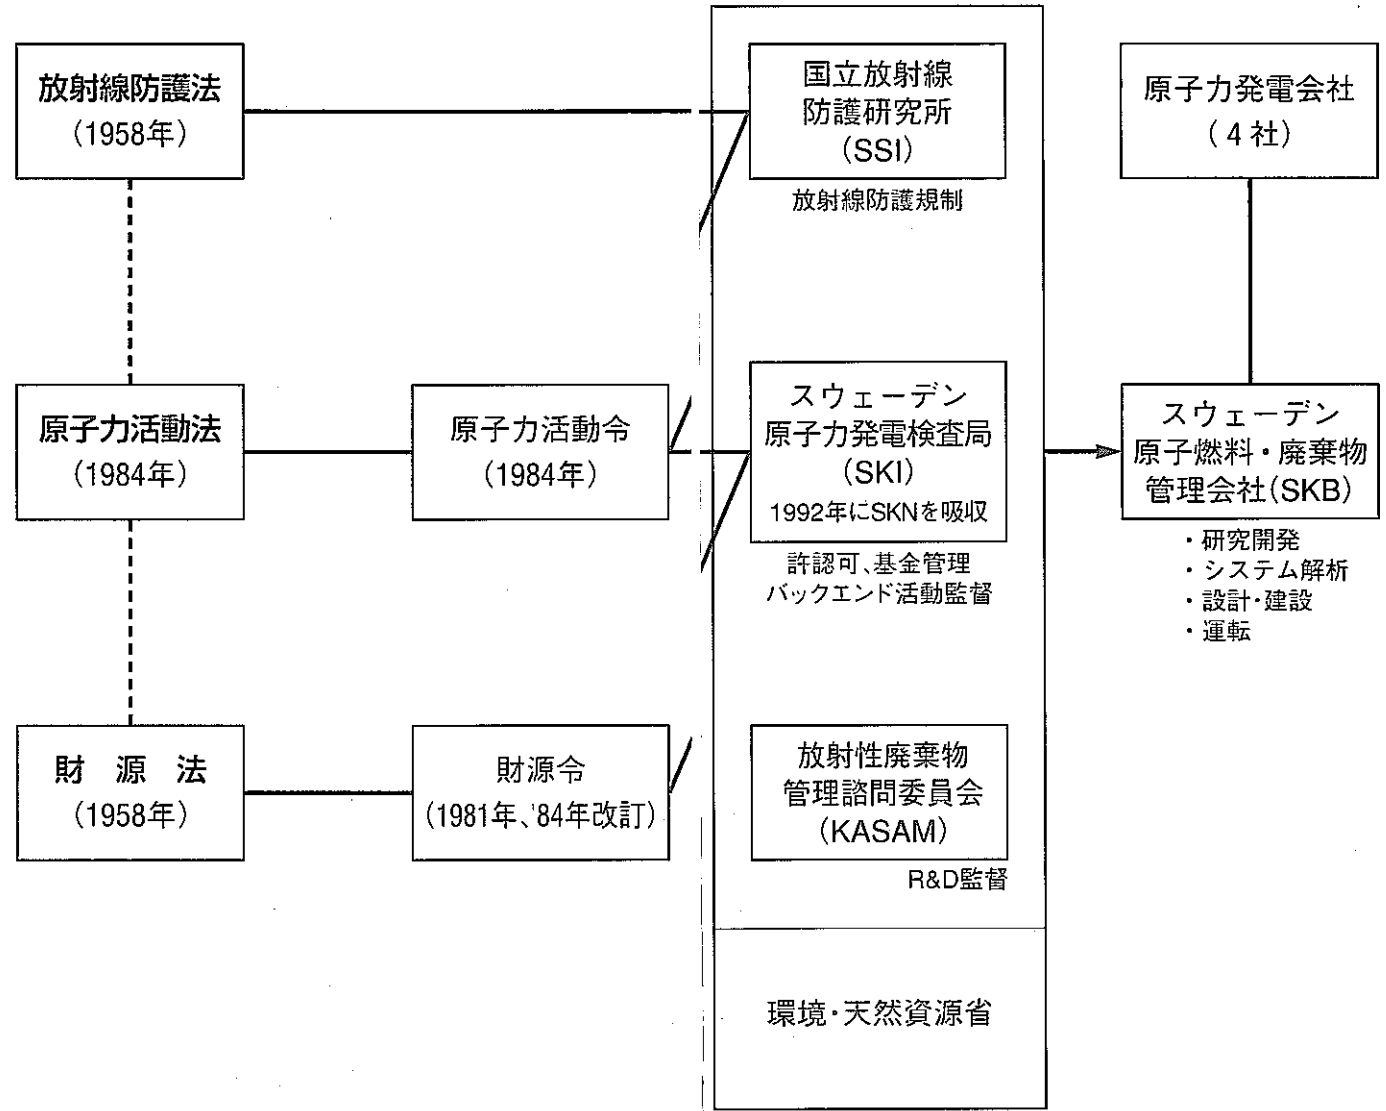 放射線防護法
(1958年)
国立放射線
防護研究所
(SSI)
放射線防護規制
原子力発電会社
(4社)
原子力活動法
(1984年)
原子力活動令
(1984年)
スウェーデン
原子力発電検査局
(SKI)
1992年にSKNを吸収
許認可、基金管理
バックエンド活動監督
スウェーデン
原子燃料・廃棄物
管理会社(SKB)
・研究開発
・システム解析
・設計・建設
・運転
財 源 法
(1958年)
財源令
(1981年、'84年改訂)
放射性廃棄物
管理諮問委員会
(KASAM)
R&D監督
環境・天然資源省